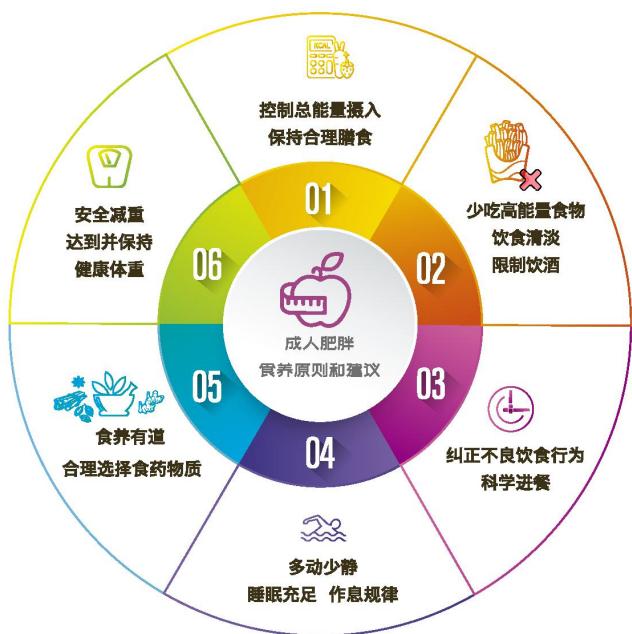 成人肥胖
食养原则和建议
01
KCAL
控制总能量摄入
保持合理膳食
02
少吃高能量食物
饮食清淡
限制饮酒
03
纠正不良饮食行为
科学进餐
04
多动少静
睡眠充足 作息规律
05
食养有道
合理选择食药物质
06
安全减重
达到并保持
健康体重